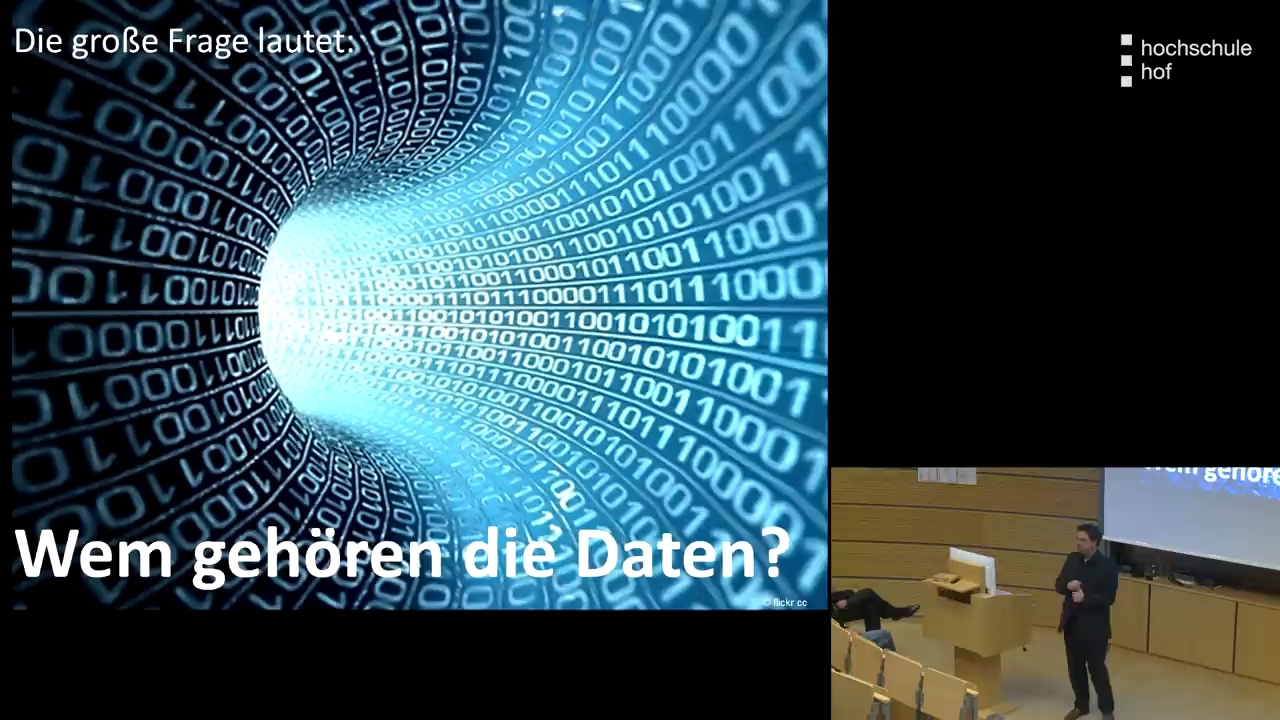 Die große Frage lautet:
hochschule
hof
Wem gehören die Daten?
© flickr cc